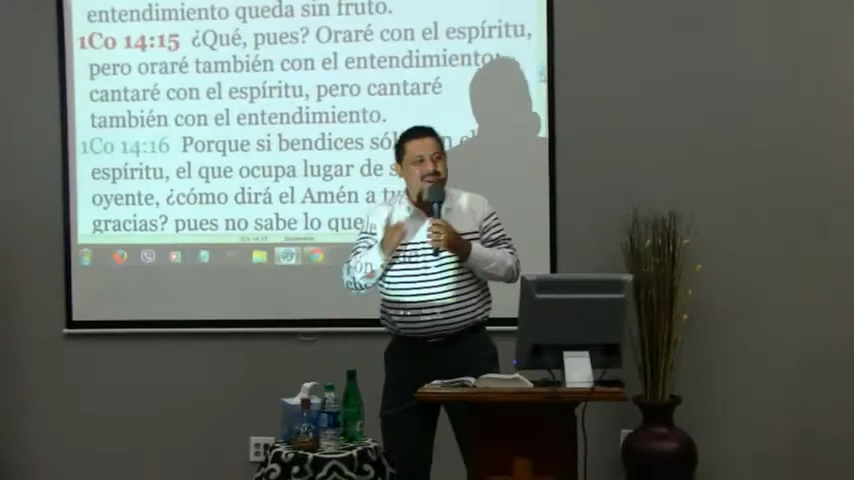 entendimiento queda sin fruto.
1Co 14:15 ¿Qué, pues? Oraré con el espíritu,
pero oraré también con el entendimiento;
cantaré con el espíritu, pero cantaré
también con el entendimiento.
1Co 14:16 Porque si bendices sól
espíritu, el que ocupa lugar de s
oyente, ¿cómo dirá el Amén a tu
gracias? pues no sabe lo que